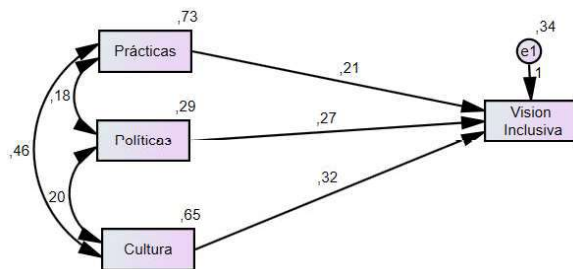 ,73
,34
Prácticas
e1
,21
1
,18
,29
Vision
Inclusiva
,27
Políticas
,46
,32
20
,65
Cultura